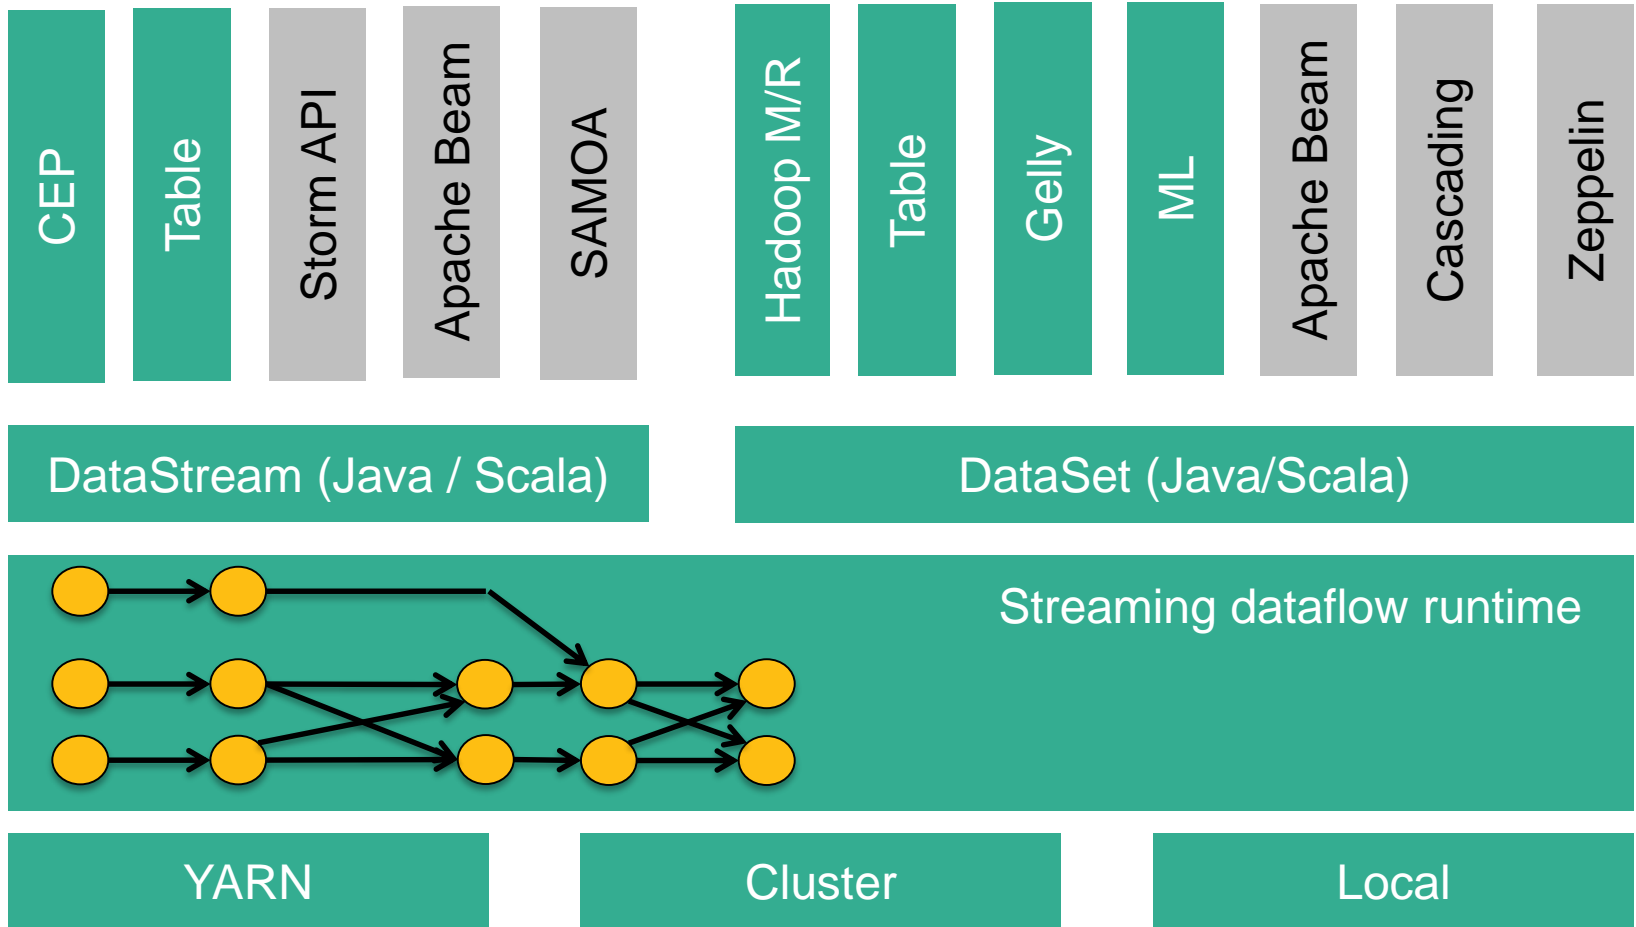 CEP
Table
Storm API
Apache Beam
SAMOA
Hadoop M/R
Table
Gelly
ML
Apache Beam
Cascading
Zeppelin
DataStream (Java / Scala)
DataSet (Java/Scala)
Streaming dataflow runtime
YARN
Cluster
Local